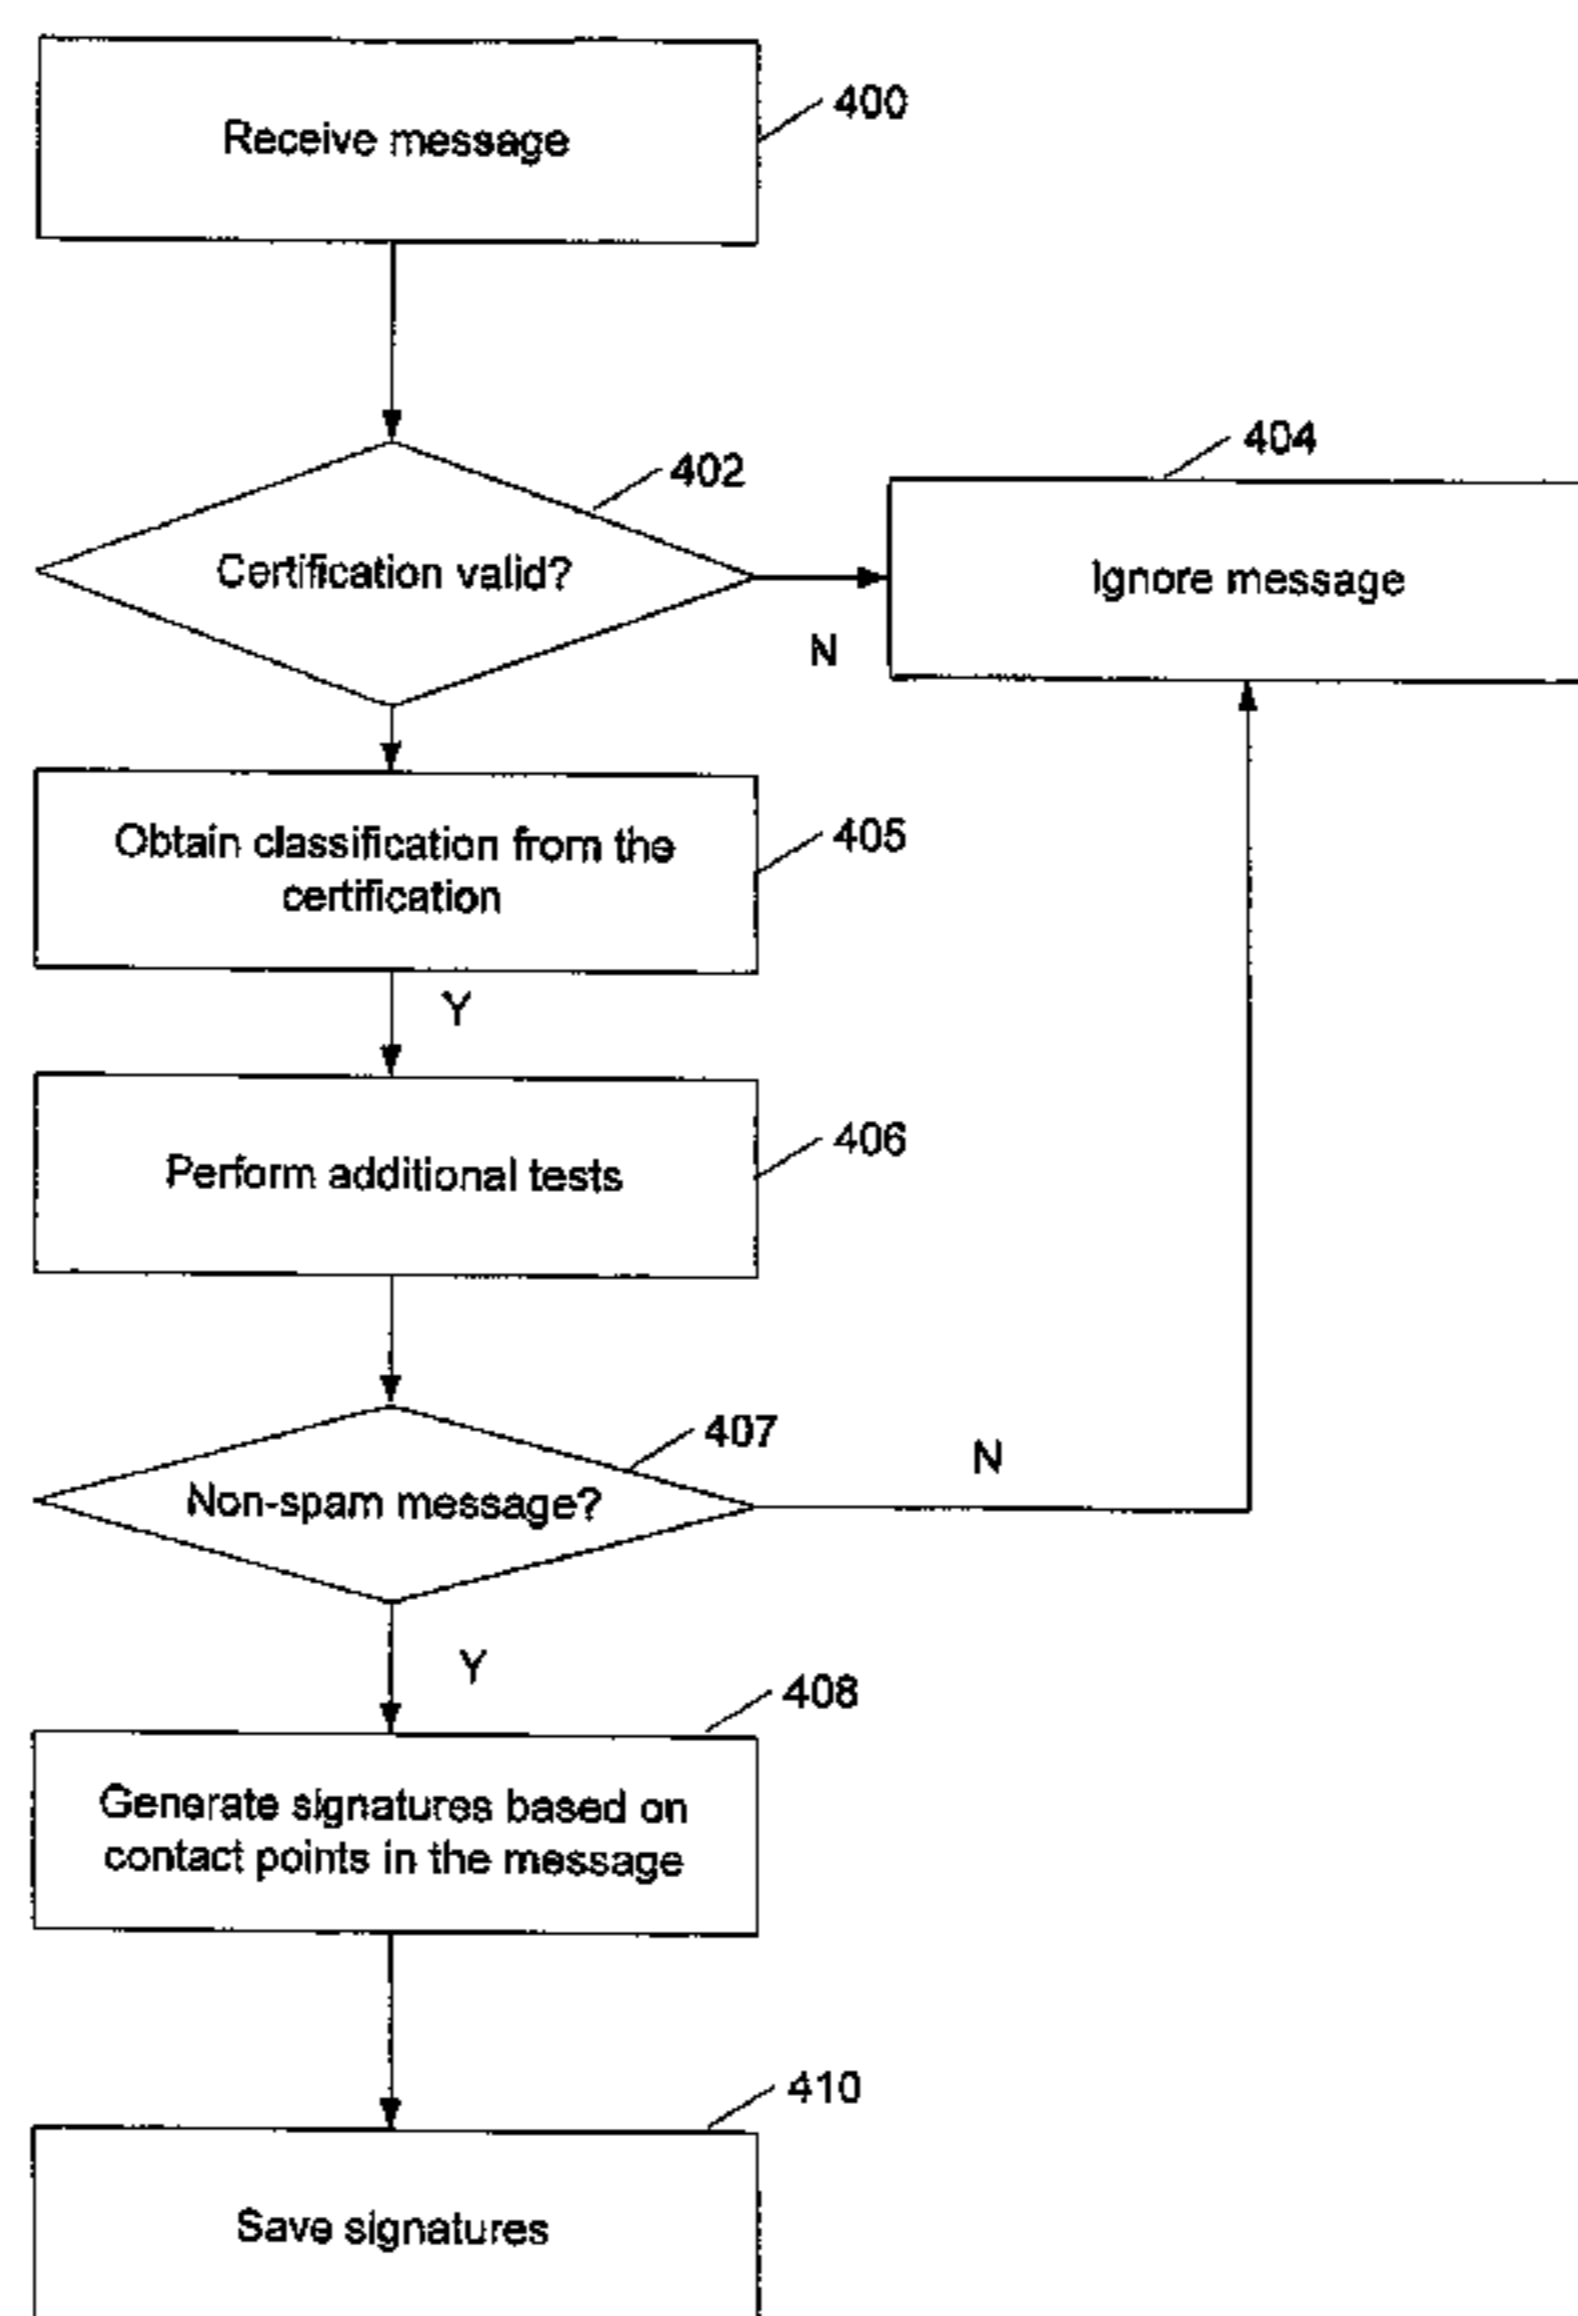 Receive message
400
402
Certification valid?
N
404
Ignore message
Obtain classification from the
certification
405
Y
Perform additional tests
406
407
Non-spam message?
N
Y
408
Generate signatures based on
contact points in the message
410
Save signatures